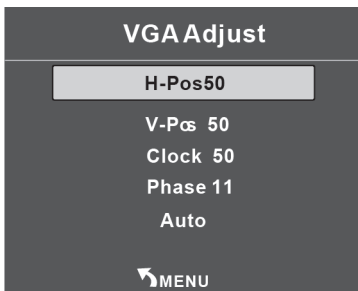 VGA Adjust
H-Pos50
V-Pos 50
Clock 50
Phase 11
Auto
MENU